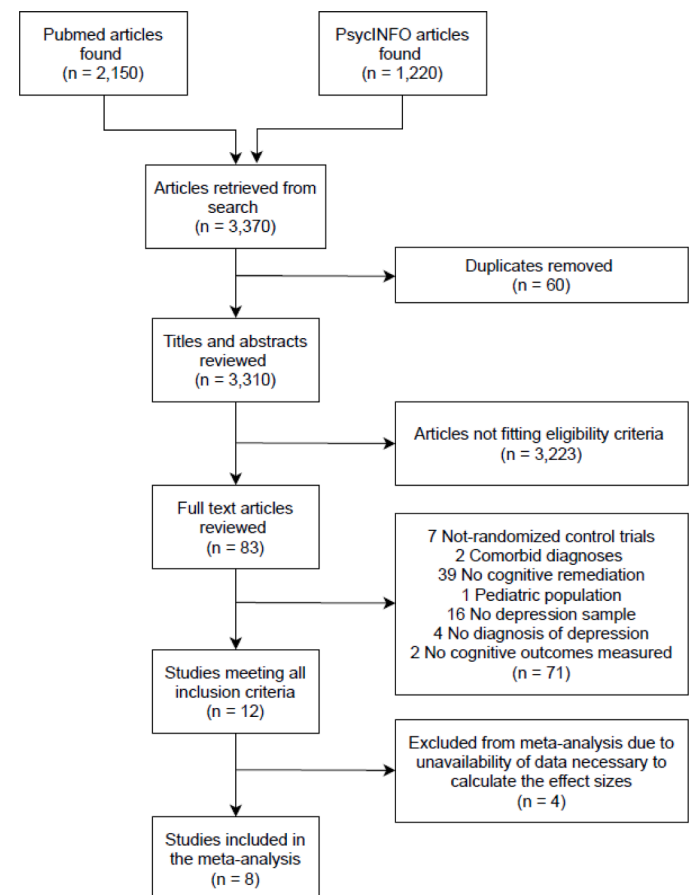 Pubmed articles
found
(n = 2,150)
PsycINFO articles
found
(n = 1,220)
Articles retrieved from
search
(n = 3,370)
Duplicates removed
(n = 60)
Titles and abstracts
reviewed
(n = 3,310)
Articles not fitting eligibility criteria
(n = 3,223)
Full text articles
reviewed
(n = 83)
7 Not-randomized control trials
2 Comorbid diagnoses
39 No cognitive remediation
1 Pediatric population
16 No depression sample
4 No diagnosis of depression
2 No cognitive outcomes measured
(n = 71)
Studies meeting all
inclusion criteria
(n = 12)
Excluded from meta-analysis due to
unavailability of data necessary to
calculate the effect sizes
(n = 4)
Studies included in
the meta-analysis
(n = 8)